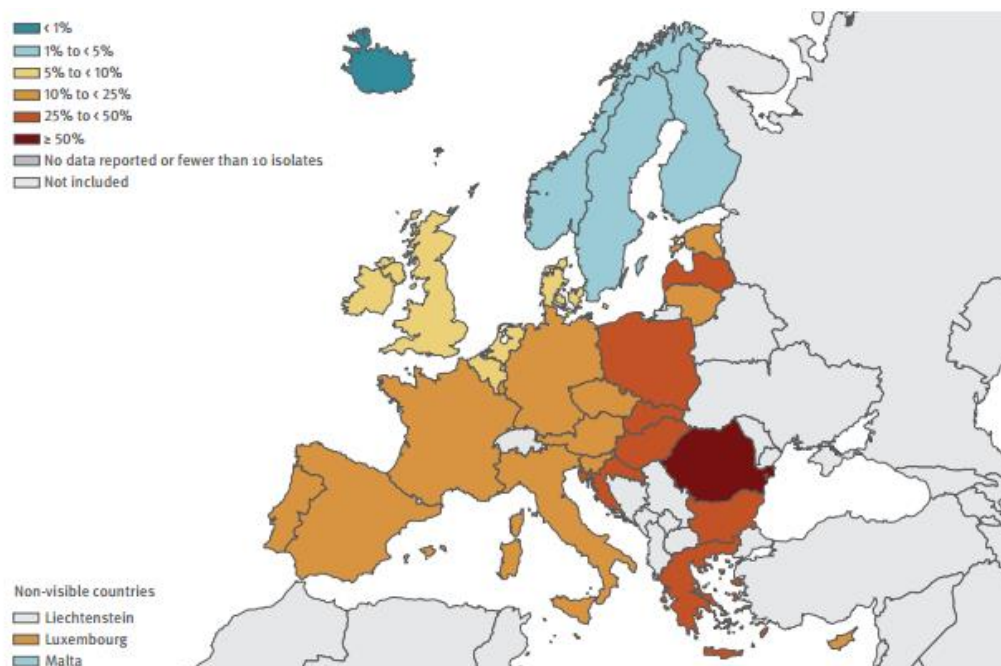 < 1%
1% to < 5%
5% to < 10%
10% to < 25%
25% to < 50%
≥ 50%
No data reported or fewer than 10 isolates
Not included
Non-visible countries
Liechtenstein
Luxembourg
Malta